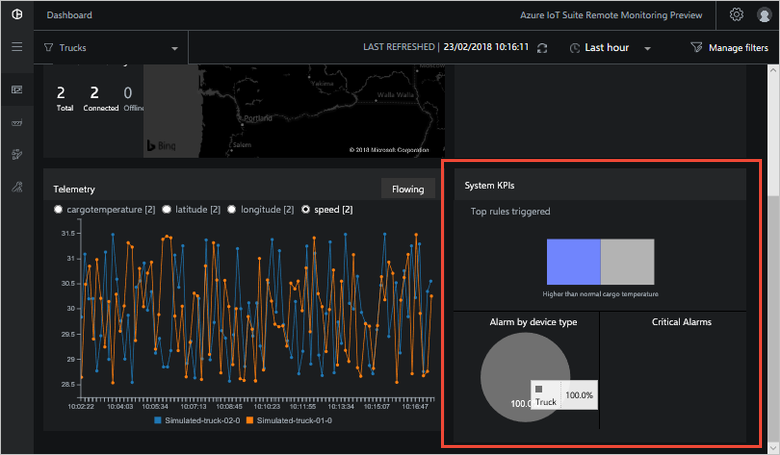 Dashboard
Azure IoT Suite Remote Monitoring Preview
Trucks
LAST REFRESHED | 23/02/2018 10:16:11
Last hour
Manage filters
2 2 0
Total Connected Offline
Yakima
Walla Walla
Portland
Salem
Bing
© 2018 Microsoft Corporation
Telemetry
Flowing
cargotemperature [2] latitude [2] longitude [2] speed [2]
31.5
31.0
30.5
30.0
29.5
29.0
28.5
10:02:22 10:04:03 10:05:34 10:07:13 10:08:45 10:10:23 11:11:55 10:13:34 10:15:07 10:16:47
Simulated-truck-02-0 Simulated-truck-01-0
System KPIs
Top rules triggered
Higher than normal cargo temperature
Alarm by device type
Critical Alarms
100.0
Truck 100.0%